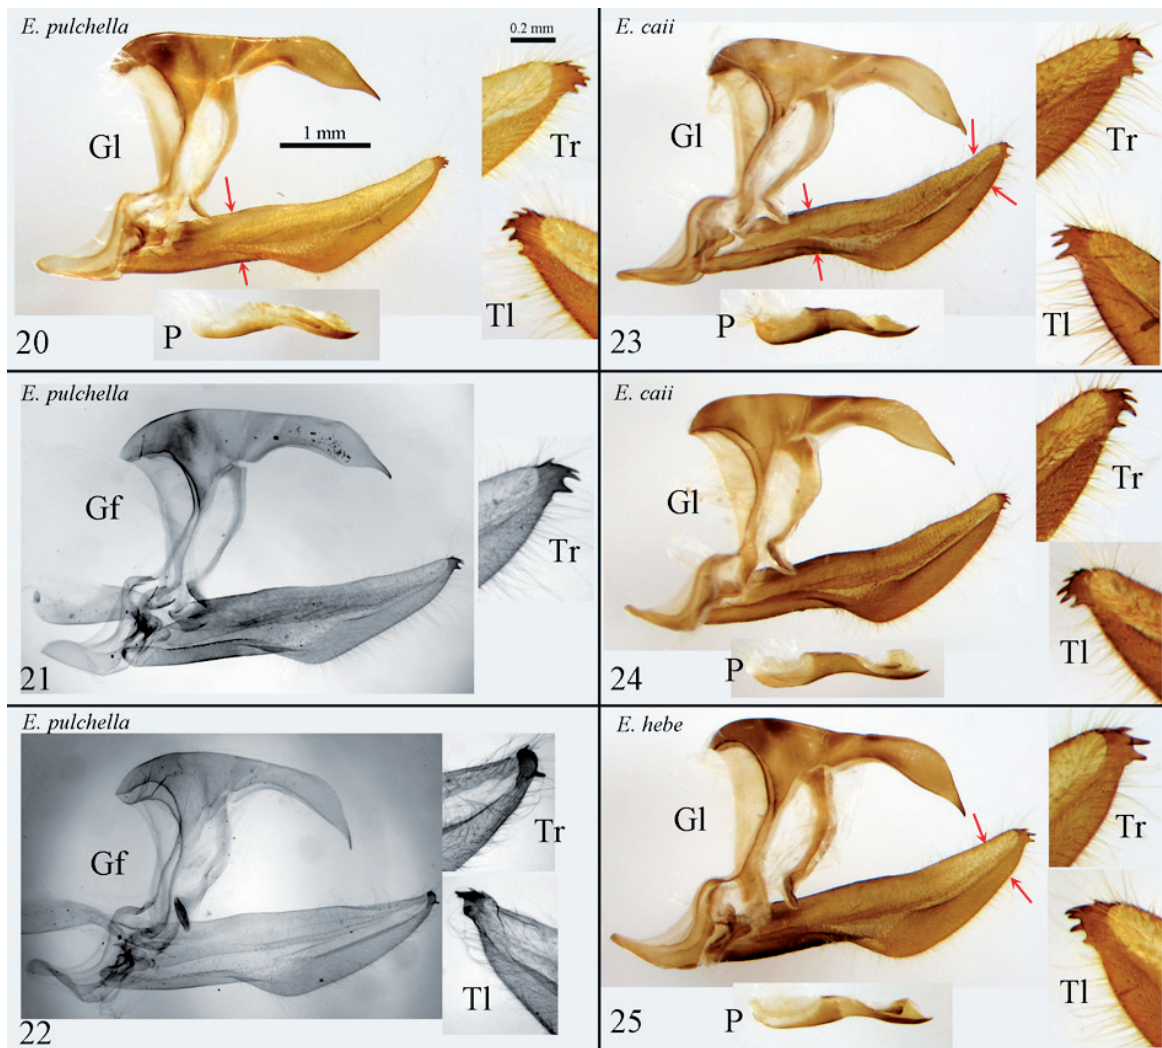 E. pulchella
0.2 mm
Gl
1 mm
Tr
Tl
P
20
E. caii
Gl
Tr
Tl
P
23
E. pulchella
Gf
Tr
21
E. caii
Gl
Tr
Tl
P
24
E. pulchella
Gf
Tr
Tl
22
E. hebe
Gl
Tr
Tl
P
25